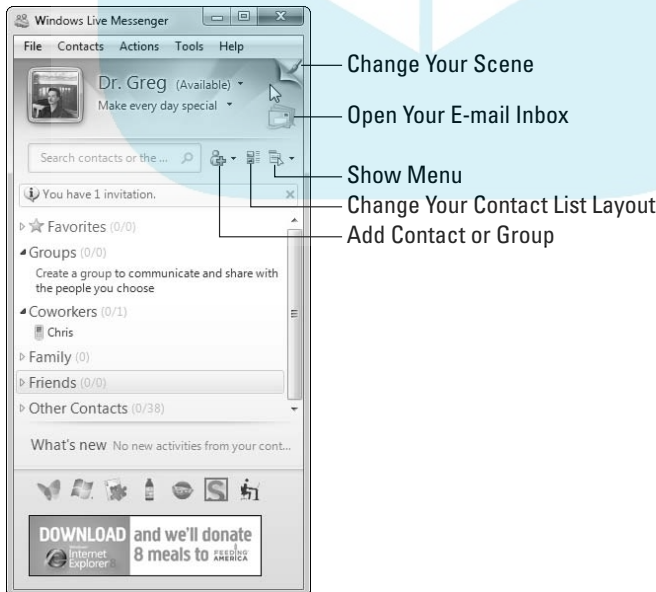 Windows Live Messenger
File Contacts Actions Tools Help
Dr. Greg (Available)
Make every day special
Change Your Scene
Open Your E-mail Inbox
Search contacts or the ...
Show Menu
Change Your Contact List Layout
Add Contact or Group
You have 1 invitation.
Favorites (0/0)
Groups (0/0)
Create a group to communicate and share with
the people you choose
Coworkers (0/1)
Chris
Family (0)
Friends (0/0)
Other Contacts (0/38)
What's new No new activities from your cont...
S
DOWNLOAD and we'll donate
Windows Internet Explorer 8 8 meals to FEEDING AMERICA